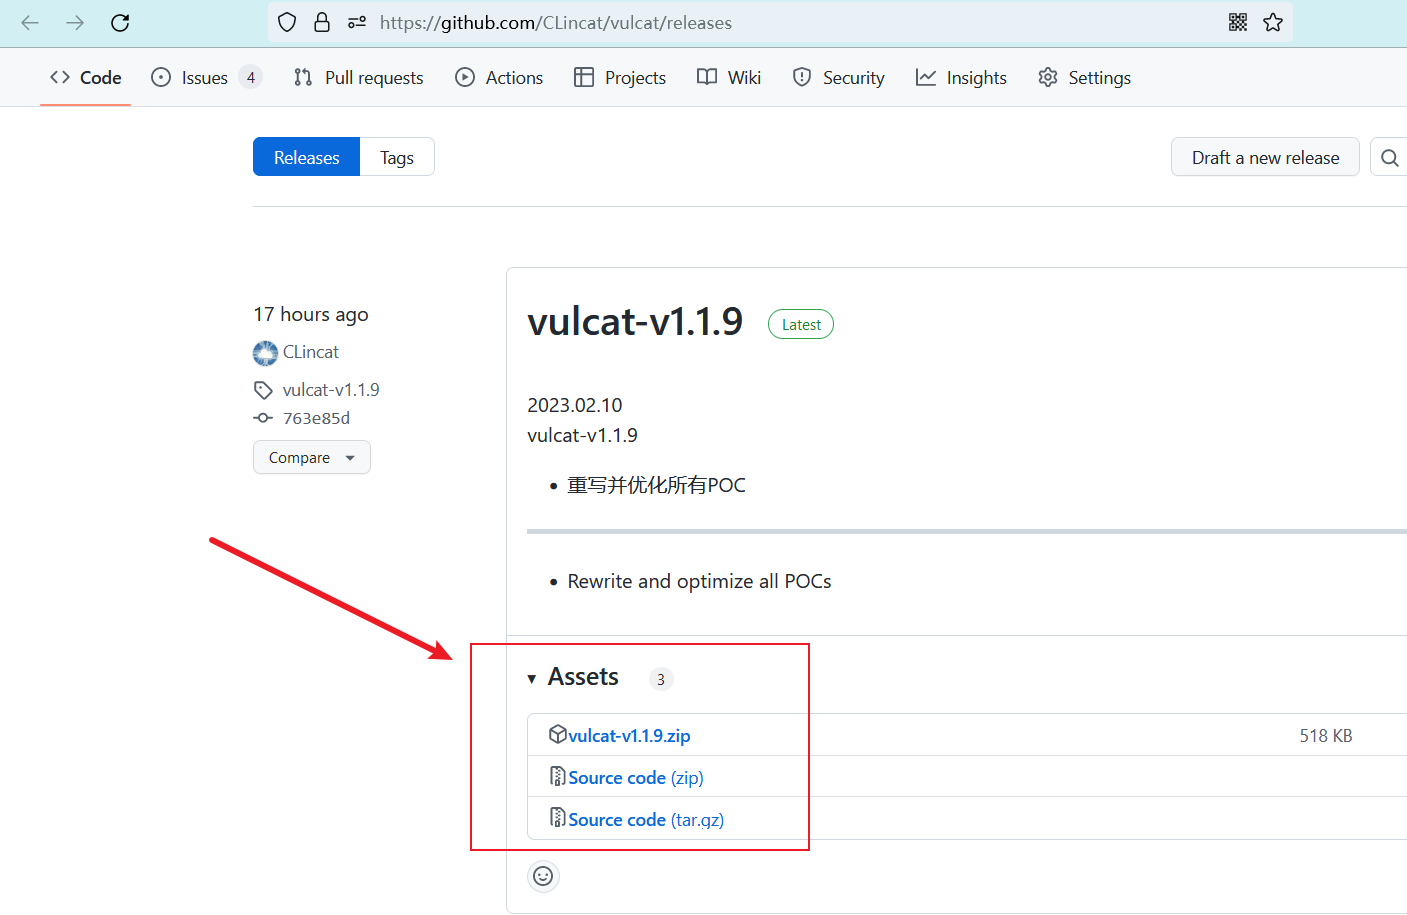 https://github.com/CLincat/vulcat/releases
Code
Issues 4
Pull requests
Actions
Projects
Wiki
Security
Insights
Settings
Releases
Tags
Draft a new release
17 hours ago
CLincat
vulcat-v1.1.9
763e85d
Compare
vulcat-v1.1.9 Latest
2023.02.10
vulcat-v1.1.9
• 重写并优化所有POC
• Rewrite and optimize all POCs
Assets 3
vulcat-v1.1.9.zip 518 KB
Source code (zip)
Source code (tar.gz)